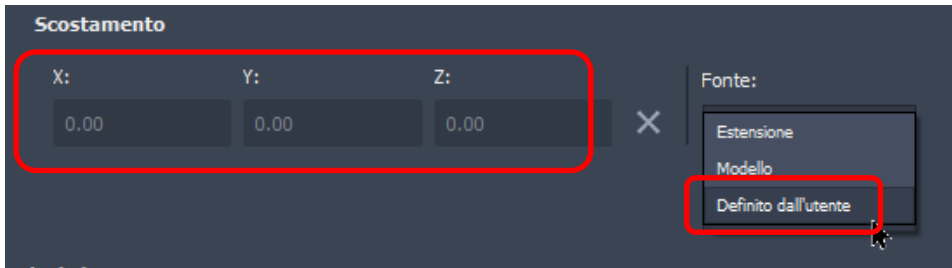 Scostamento
X: Y: Z: Fonte:
0.00 0.00 0.00
Estensione
Modello
Definito dall'utente